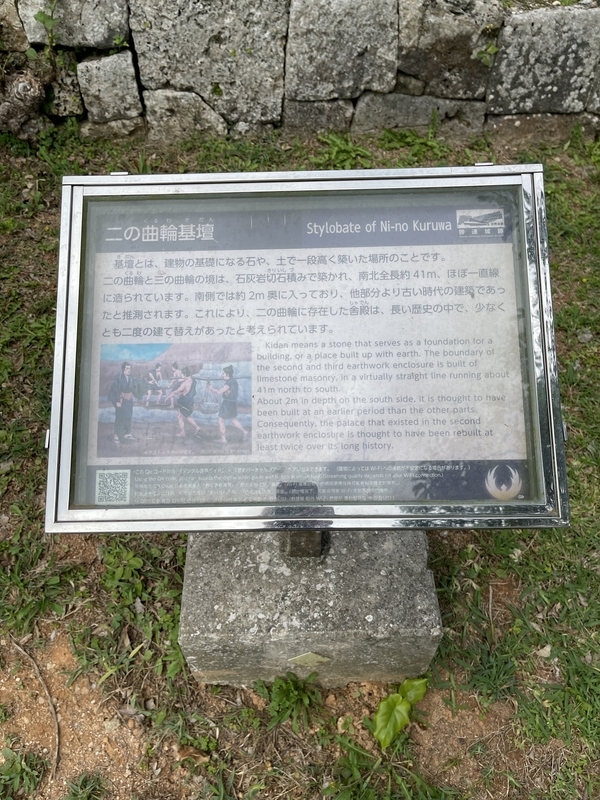 二の曲輪基壇
Stylobate of Ni-no Kuruwa
基壇とは、建物の基礎になる石や、土で一段高く築いた場所のことです。
二の曲輪と三の曲輪の境は、石灰岩切石積みで築かれ、南北全長約 41m、ほぼ一直線
に造られています。南側では約 2m 奥に入っており、他部分より古い時代の建築であっ
たと推測されます。これにより、二の曲輪に存在した舎殿は、長い歴史の中で、少なく
とも二度の建て替えがあったと考えられています。
Kidan means a stone that serves as a foundation for a
building, or a place built up with earth. The boundary of
the second and third earthwork enclosure is built of
limestone masonry, in a virtually straight line running about
41m north to south.
About 2m in depth on the south side, it is thought to have
been built at an earlier period than the other parts.
Consequently, the palace that existed in the second
earthwork enclosure is thought to have been rebuilt at
least twice over its long history.